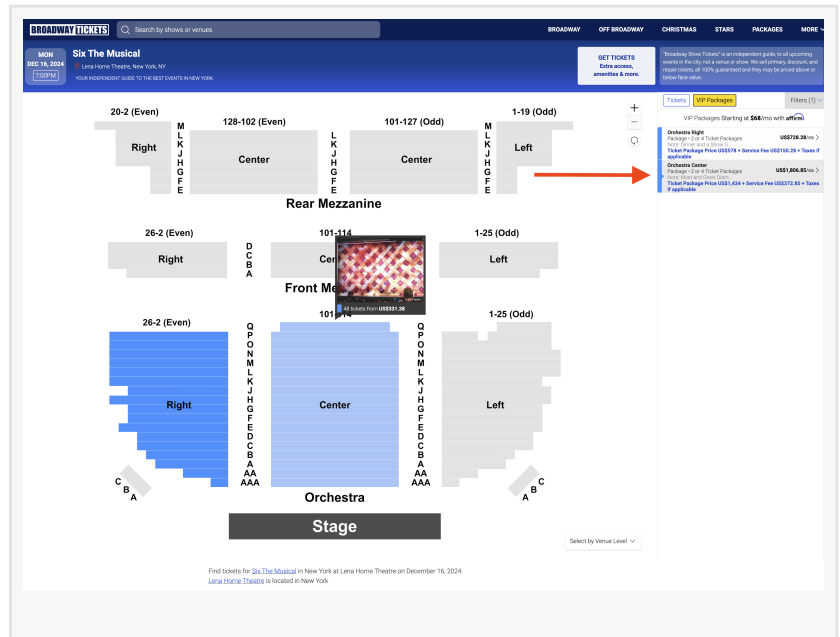 BROADWAY TICKETS
Search by shows or venues
BROADWAY OFF BROADWAY CHRISTMAS STARS PACKAGES MORE
MON
DEC 16, 2024
7:00PM
Six The Musical
Lena Horne Theatre, New York, NY
YOUR INDEPENDENT GUIDE TO THE BEST EVENTS IN NEW YORK.
GET TICKETS
Extra access,
amenities & more.
"Broadway Show Tickets" is an independent guide, to all upcoming
events in the city, not a venue or show. We sell primary, discount, and
resale tickets, all 100% guaranteed and they may be priced above or
below face value.
Tickets VIP Packages Filters (1)
VIP Packages Starting at $68/mo with affirm
Orchestra Right
Package • 2 or 4 Ticket Packages US$728.28/ea
Note: Dinner and a Show G...
Ticket Package Price US$578 + Service Fee US$150.28 + Taxes if
applicable
Orchestra Center
Package • 2 or 4 Ticket Packages US$1,806.85/ea
Note: Meet and Greet Diam...
Ticket Package Price US$1,434 + Service Fee US$372.85 + Taxes
if applicable
20-2 (Even) 128-102 (Even) 101-127 (Odd) 1-19 (Odd)
Right
M
L
K
J
H
G
F
E
Center
L
K
J
H
G
F
E
Center
M
L
K
J
H
G
F
E
Left
Rear Mezzanine
26-2 (Even) 101-114 1-25 (Odd)
Right
D
C
B
A
Cen
Left
Front Me
48 tickets from US$331.38
26-2 (Even) 101-114 1-25 (Odd)
Right
Q
P
O
N
M
L
K
J
H
G
F
E
D
C
B
A
AA
AAA
Center
Q
P
O
N
M
L
K
J
H
G
F
E
D
C
B
A
AA
AAA
Left
C
B
A
C
B
A
Orchestra
Stage
Select by Venue Level
Find tickets for Six The Musical in New York at Lena Horne Theatre on December 16, 2024.
Lena Horne Theatre is located in New York